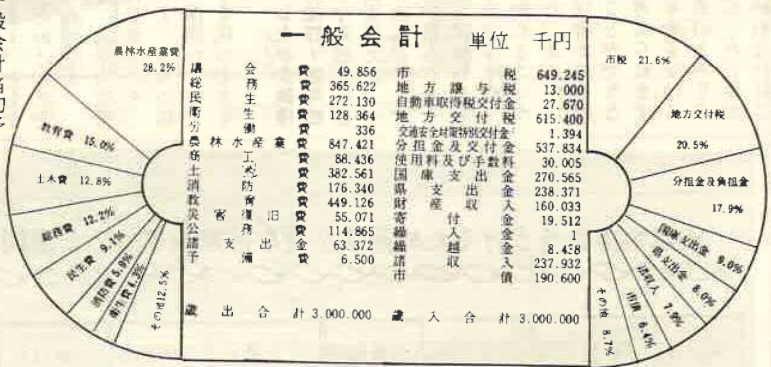 一般会計 単位 千円
農林水産業費
28.2%
教育費 15.0%
土木費 12.8%
総務費 12.2%
民生費 9.1%
消防費 5.9%
衛生費 4.3%
その他 12.5%
議会費 49.856
総務費 365.622
民生費 272.130
衛生費 128.364
労働費 336
農林水産業費 847.421
商工費 88.436
土木費 382.561
消防費 176.340
教育費 449.126
災害復旧費 55.071
公債費 114.865
諸支出金 63.372
予備費 6.500
歳出合計 3.000.000
市税 649.245
地方譲与税 13.000
自動車取得税交付金 27.670
地方交付税 615.400
交通安全対策特別交付金 1.394
分担金及交付金 537.834
使用料及び手数料 30.005
国庫支出金 270.565
県支出金 238.371
財産収入 160.033
寄付金 19.512
繰入金 1
繰越金 8.438
諸収入 237.932
市債 190.600
歳入合計 3.000.000
市税 21.6%
地方交付税
20.5%
分担金及負担金
17.9%
国庫支出金 9.0%
県支出金 8.0%
諸収入 7.9%
市債 6.4%
その他 8.7%